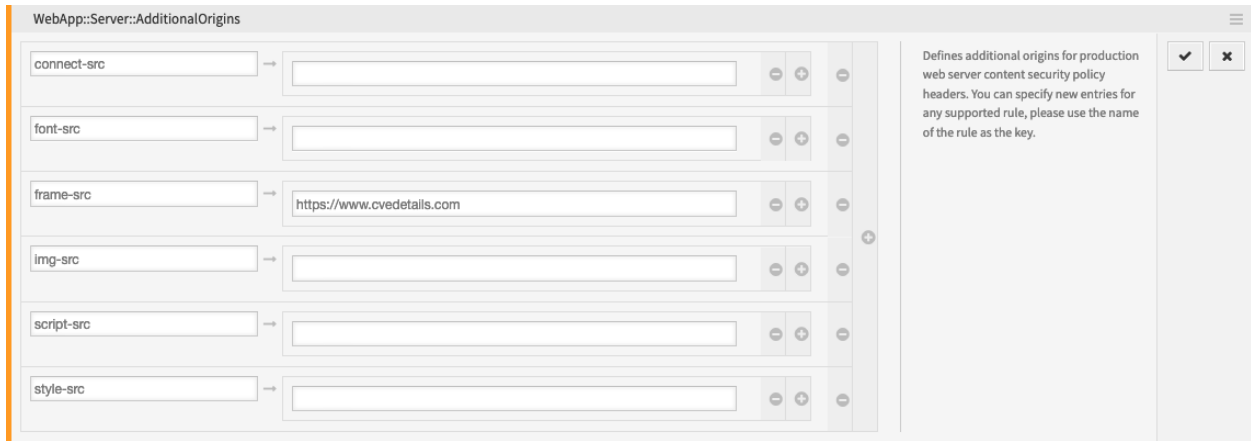 WebApp::Server::AdditionalOrigins
connect-src
font-src
frame-src
https://www.cvedetails.com
img-src
script-src
style-src
Defines additional origins for production
web server content security policy
headers. You can specify new entries for
any supported rule, please use the name
of the rule as the key.